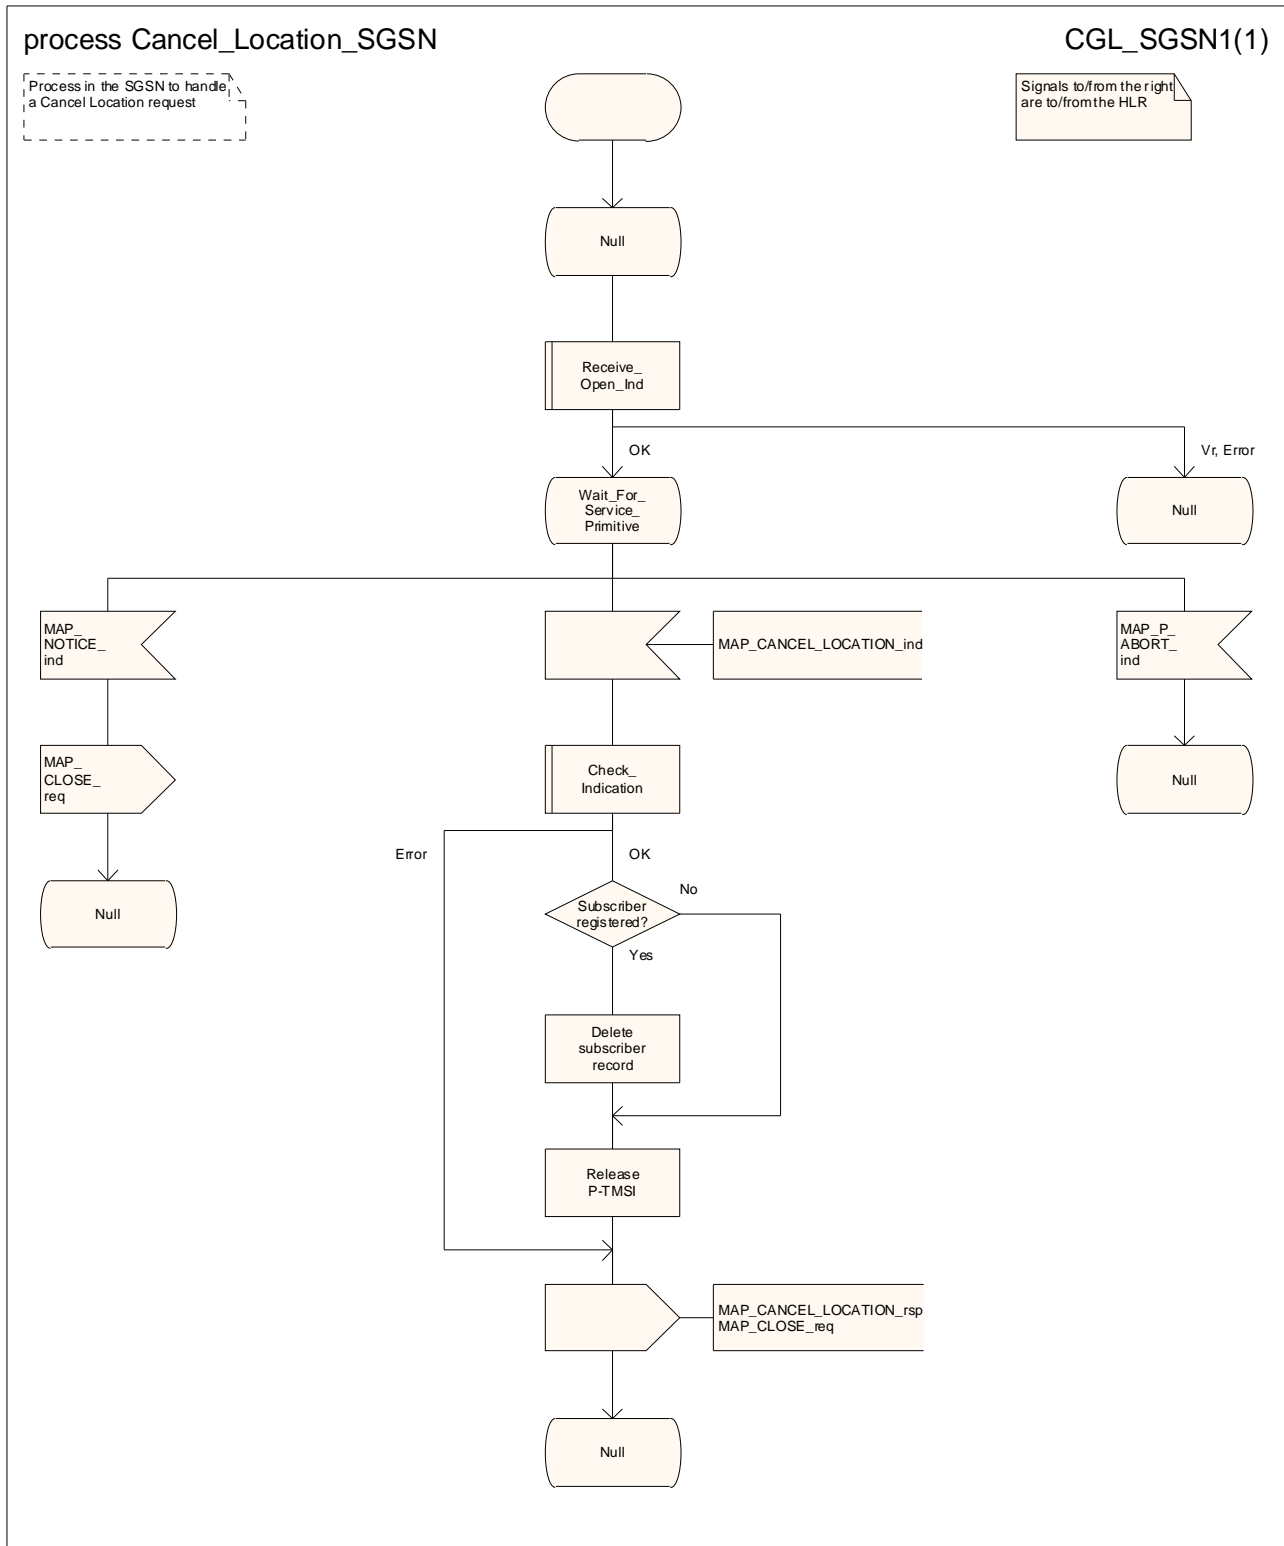 process Cancel_Location_SGSN
CGL_SGSN1(1)
Process in the SGSN to handle
a Cancel Location request
Signals to/from the right
are to/from the HLR
Null
Receive_
Open_Ind
OK
Vr, Error
Wait_For_
Service_
Primitive
Null
MAP_
NOTICE_
ind
MAP_CANCEL_LOCATION_ind
MAP_P_
ABORT_
ind
MAP_
CLOSE_
req
Check_
Indication
Null
Error
OK
No
Null
Subscriber
registered?
Yes
Delete
subscriber
record
Release
P-TMSI
MAP_CANCEL_LOCATION_rsp
MAP_CLOSE_req
Null